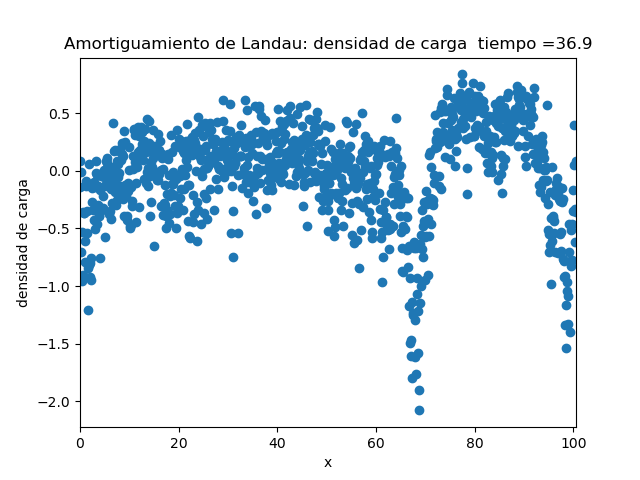 Amortiguamiento de Landau: densidad de carga  tiempo =36.9
densidad de carga
0.5
0.0
−0.5
−1.0
−1.5
−2.0
0 20 40 60 80 100
x